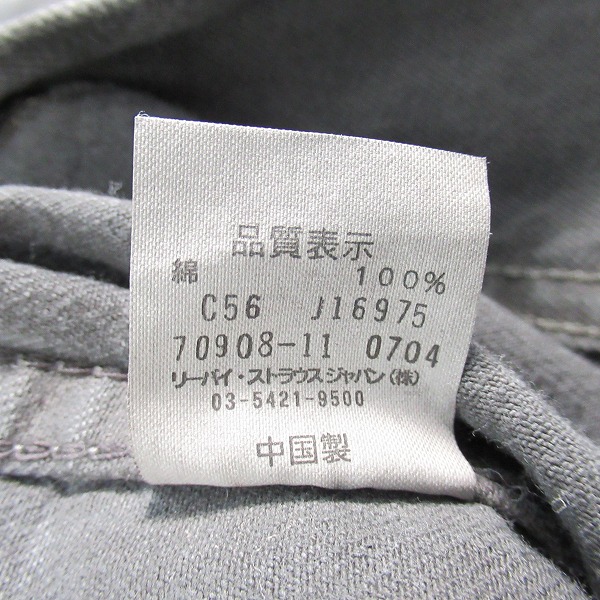 品質表示
綿 100%
C56 J16975
70908-11 0704
リーバイ・ストラウスジャパン(株)
03-5421-9500
中国製